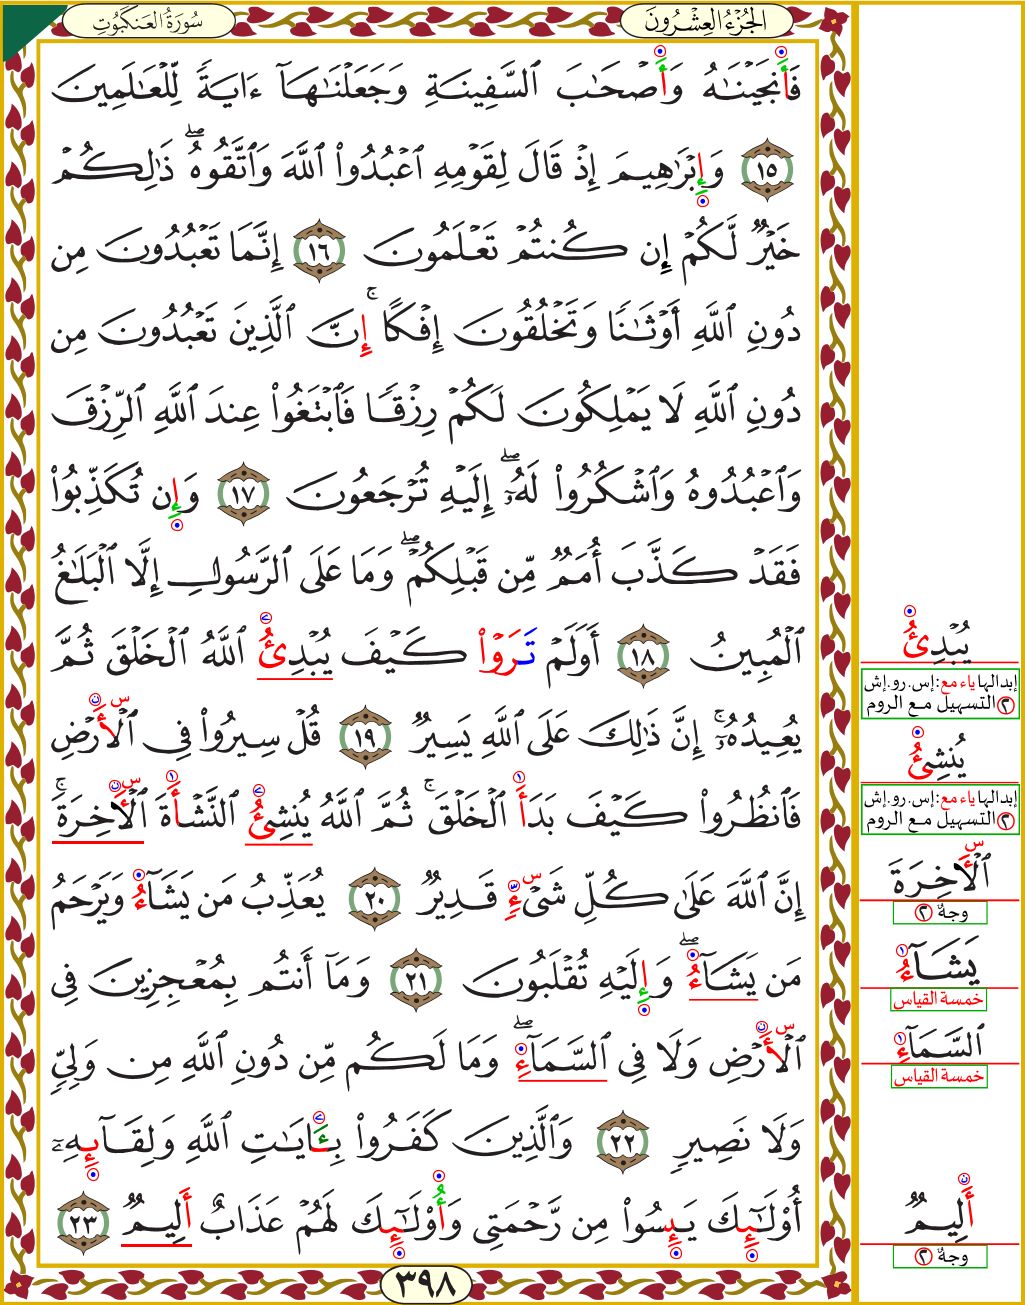 سُورَةُ العَنكَبُوتِ
الجُزْءُ العِشْرُونَ
فَأَنجَيْنَٰهُ وَأَصْحَٰبَ ٱلسَّفِينَةِ وَجَعَلْنَٰهَآ ءَايَةً لِّلْعَٰلَمِينَ
١٥ وَإِبْرَٰهِيمَ إِذْ قَالَ لِقَوْمِهِ ٱعْبُدُوا۟ ٱللَّهَ وَٱتَّقُوهُ ۖ ذَٰلِكُمْ
خَيْرٌ لَّكُمْ إِن كُنتُمْ تَعْلَمُونَ ١٦ إِنَّمَا تَعْبُدُونَ مِن
دُونِ ٱللَّهِ أَوْثَٰنًا وَتَخْلُقُونَ إِفْكًا ۚ إِنَّ ٱلَّذِينَ تَعْبُدُونَ مِن
دُونِ ٱللَّهِ لَا يَمْلِكُونَ لَكُمْ رِزْقًا فَٱبْتَغُوا۟ عِندَ ٱللَّهِ ٱلرِّزْقَ
وَٱعْبُدُوهُ وَٱشْكُرُوا۟ لَهُۥٓ ۖ إِلَيْهِ تُرْجَعُونَ ١٧ وَإِن تُكَذِّبُوا۟
فَقَدْ كَذَّبَ أُمَمٌ مِّن قَبْلِكُمْ ۖ وَمَا عَلَى ٱلرَّسُولِ إِلَّا ٱلْبَلَٰغُ
ٱلْمُبِينُ ١٨ أَوَلَمْ تَرَوْا۟ كَيْفَ يُبْدِئُ ٱللَّهُ ٱلْخَلْقَ ثُمَّ
يُعِيدُهُۥٓ ۚ إِنَّ ذَٰلِكَ عَلَى ٱللَّهِ يَسِيرٌ ١٩ قُلْ سِيرُوا۟ فِى ٱلْأَرْضِ
فَٱنظُرُوا۟ كَيْفَ بَدَأَ ٱلْخَلْقَ ۚ ثُمَّ ٱللَّهُ يُنشِئُ ٱلنَّشْأَةَ ٱلْأَخِرَةَ ۚ
إِنَّ ٱللَّهَ عَلَىٰ كُلِّ شَىْءٍ قَدِيرٌ ٢٠ يُعَذِّبُ مَن يَشَآءُ وَيَرْحَمُ
مَن يَشَآءُ ۖ وَإِلَيْهِ تُقْلَبُونَ ٢١ وَمَآ أَنتُم بِمُعْجِزِينَ فِى
ٱلْأَرْضِ وَلَا فِى ٱلسَّمَآءِ ۖ وَمَا لَكُم مِّن دُونِ ٱللَّهِ مِن وَلِىٍّ
وَلَا نَصِيرٍ ٢٢ وَٱلَّذِينَ كَفَرُوا۟ بِـَٔايَٰتِ ٱللَّهِ وَلِقَآئِهِۦٓ
أُو۟لَٰٓئِكَ يَئِسُوا۟ مِن رَّحْمَتِى وَأُو۟لَٰٓئِكَ لَهُمْ عَذَابٌ أَلِيمٌ ٢٣
٣٩٨
يُبْدِئُ
إبدالها ياء مع: إس. رو. إش
٢ التسهيل مع الروم
يُنشِئُ
إبدالها ياء مع: إس. رو. إش
٢ التسهيل مع الروم
ٱلْأَخِرَةَ
وجهٌ ٢
يَشَآءُ
خمسة القياس
ٱلسَّمَآءِ
خمسة القياس
أَلِيمٌ
وجهٌ ٢